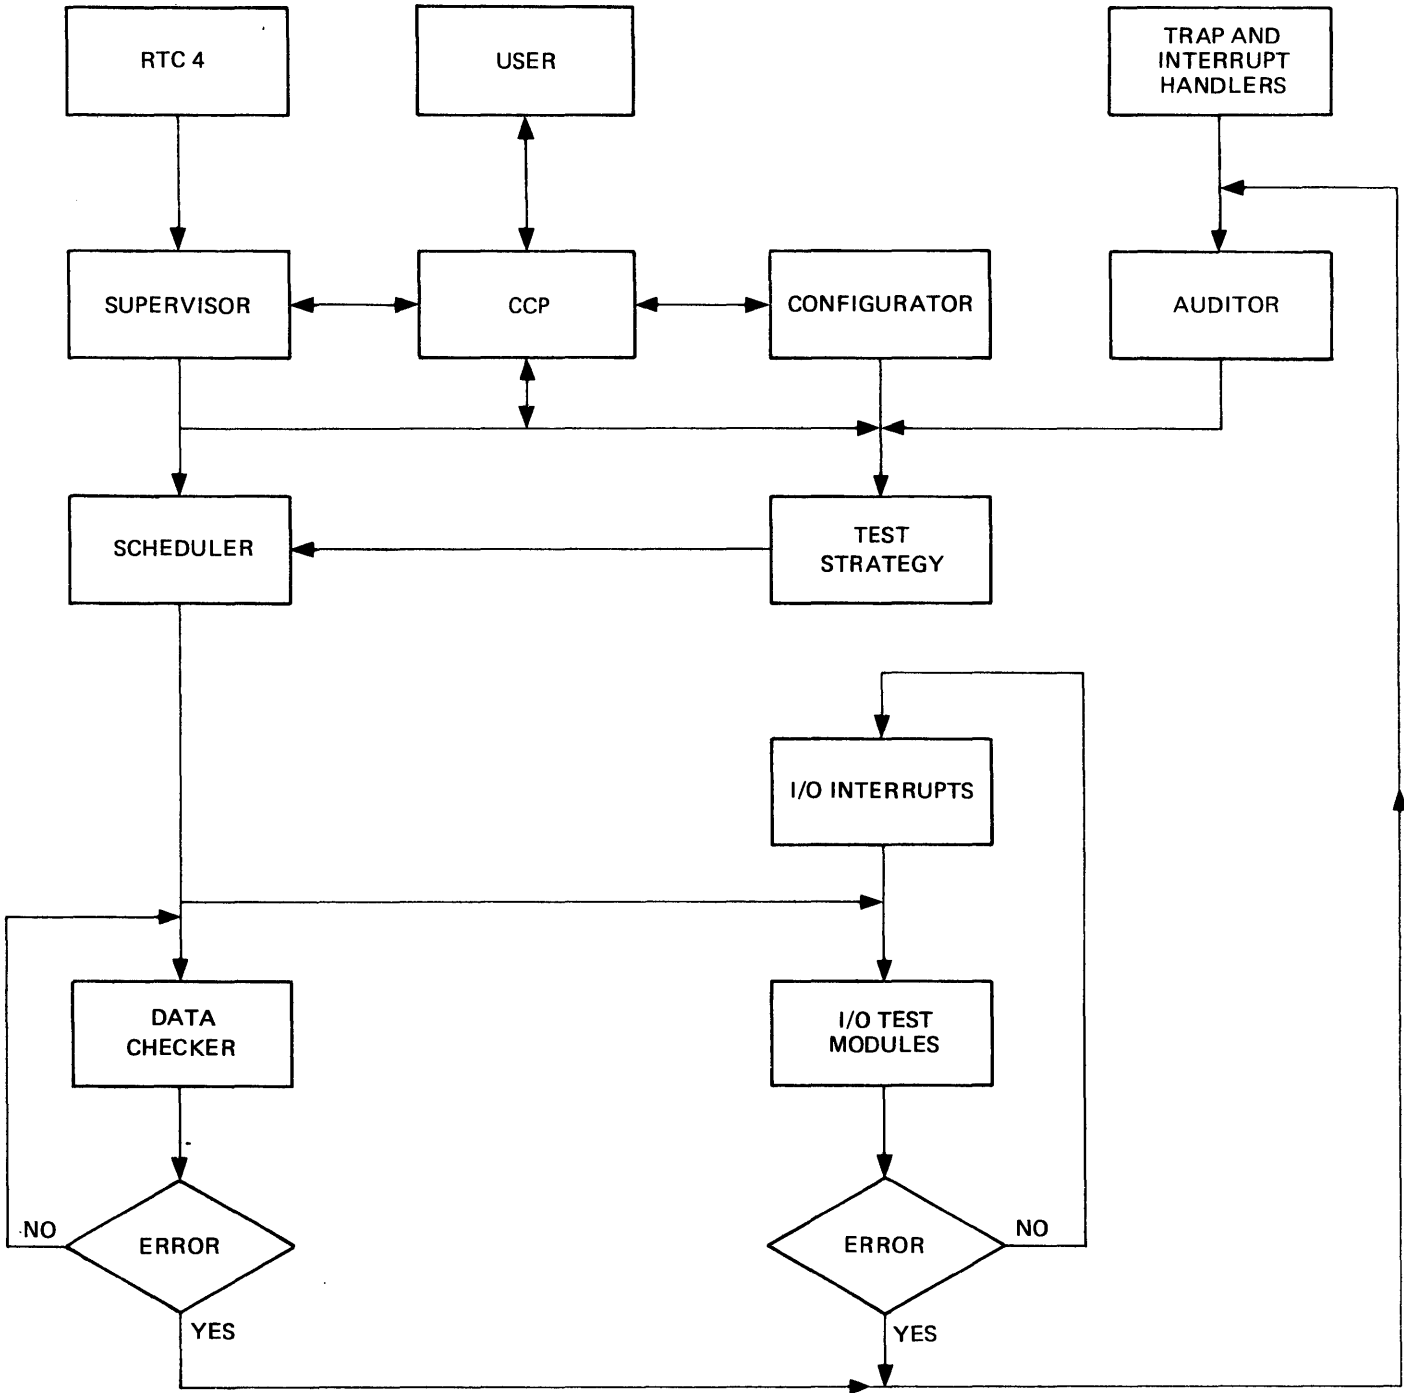 RTC 4
USER
TRAP AND
INTERRUPT
HANDLERS
SUPERVISOR
CCP
CONFIGURATOR
AUDITOR
SCHEDULER
TEST
STRATEGY
I/O INTERRUPTS
DATA
CHECKER
I/O TEST
MODULES
NO
ERROR
YES
ERROR
NO
YES